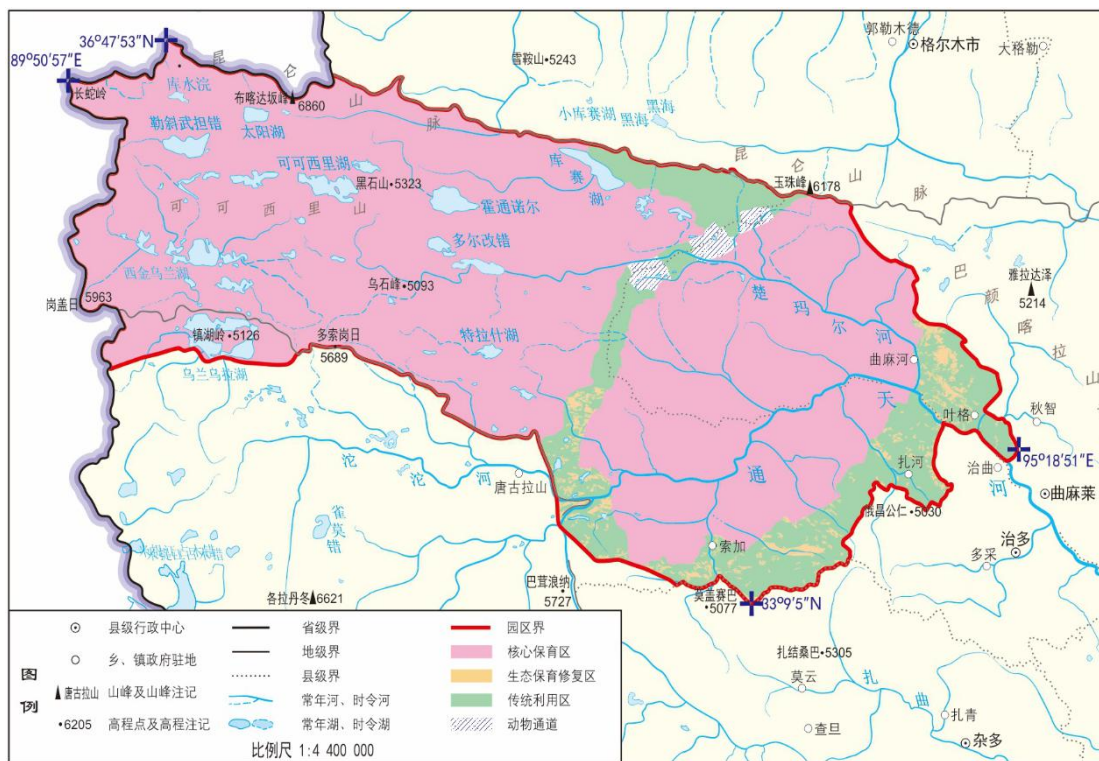 36°47′53″N
89°50′57″E
长蛇岭
库水浣
昆
仑
山
脉
布喀达坂峰
6860
雪鞍山•5243
郭勒木德
格尔木市
大格勒
勒斜武担错
太阳湖
小库赛湖
黑海
黑海
可可西里湖
黑石山•5323
库
赛
湖
昆
仑
山
脉
玉珠峰
6178
可
可
西
里
山
霍通诺尔
多尔改错
西金乌兰湖
乌石峰•5093
雅拉达泽
5214
巴
颜
喀
拉
山
岗盖日
5963
楚
玛
尔
河
镇湖岭•5126
多索岗日
5689
特拉什湖
曲麻河
乌兰乌拉湖
天
叶格
秋智
95°18′51″E
沱
沱
河
唐古拉山
通
扎河
治曲
河
曲麻莱
雀
莫
错
俄昌公仁•5030
索加
治多
多采
各拉丹冬
6621
巴茸浪纳
5727
莫盖赛巴
•5077
33°9′5″N
扎结桑巴•5305
莫云
扎
曲
扎青
查旦
杂多
图
例
县级行政中心
省级界
园区界
乡、镇政府驻地
地级界
核心保育区
唐古拉山
山峰及山峰注记
县级界
生态保育修复区
常年河、时令河
传统利用区
•6205
高程点及高程注记
常年湖、时令湖
动物通道
比例尺 1:4 400 000